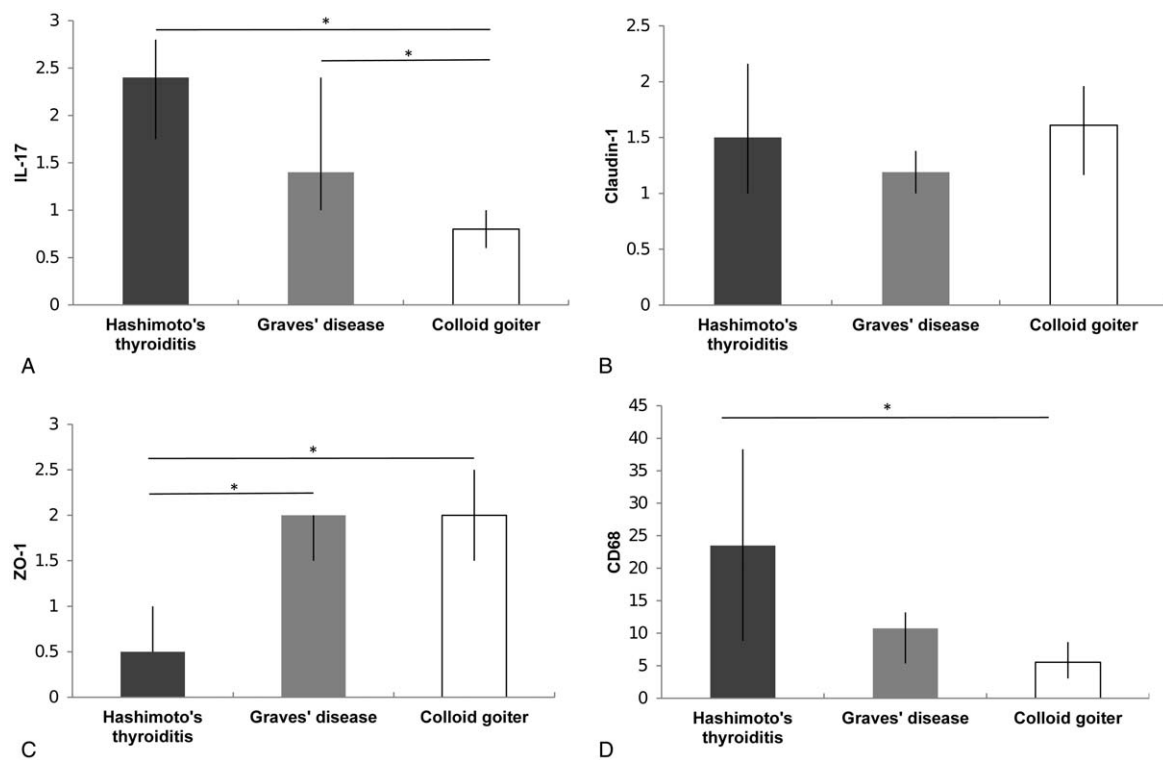 3
2.5
2
1.5
1
0.5
0
IL-17
*
*
Hashimoto's
thyroiditis
Graves' disease
Colloid goiter
A
2.5
2
1.5
1
0.5
0
Claudin-1
Hashimoto's
thyroiditis
Graves' disease
Colloid goiter
B
3
2.5
2
1.5
1
0.5
0
ZO-1
*
*
Hashimoto's
thyroiditis
Graves' disease
Colloid goiter
C
45
40
35
30
25
20
15
10
5
0
CD68
*
Hashimoto's
thyroiditis
Graves' disease
Colloid goiter
D